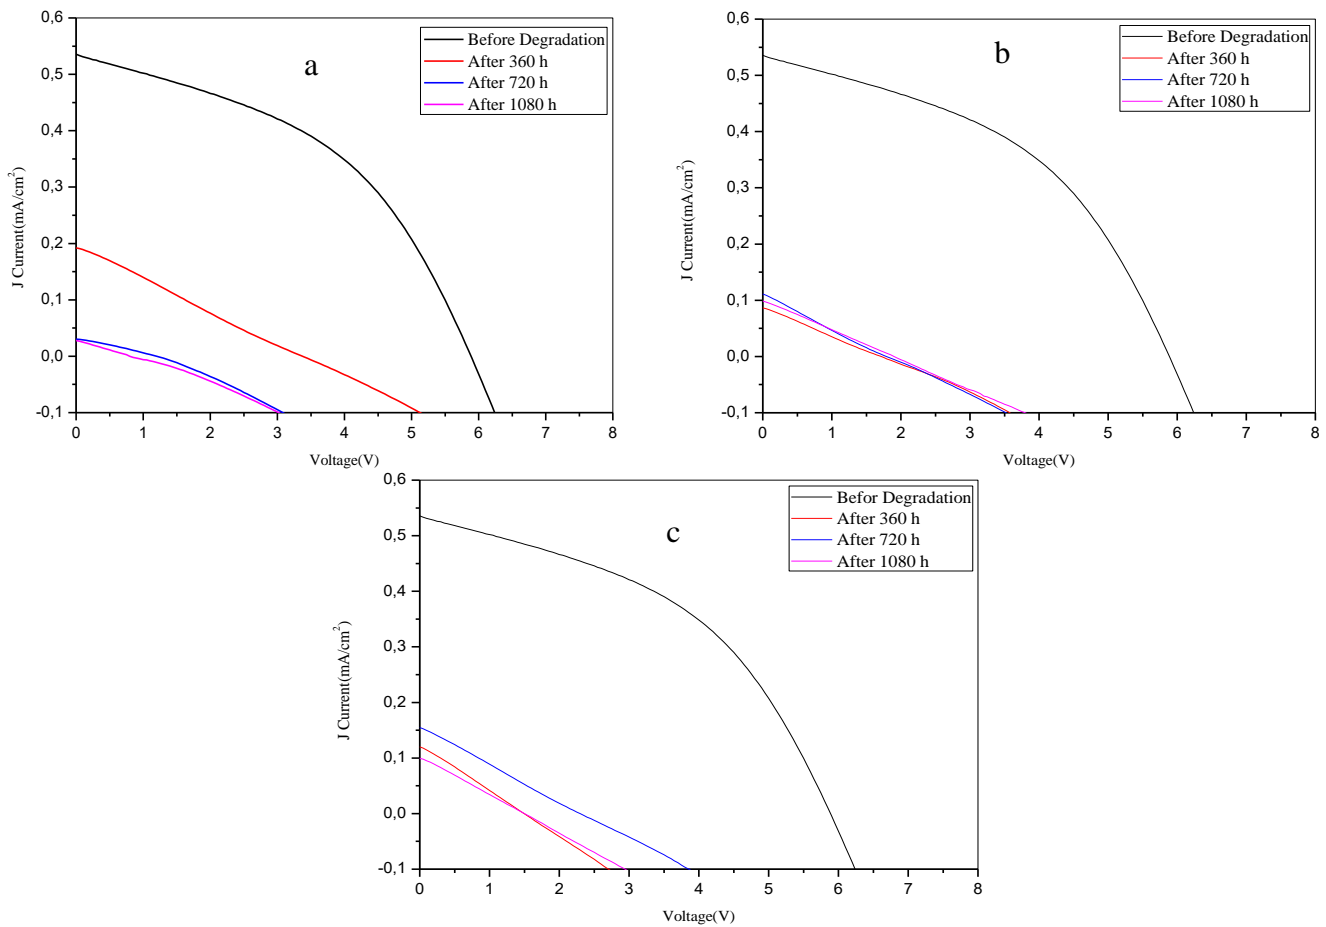 0,6
0,5
0,4
0,3
0,2
0,1
0,0
-0,1
J Current(mA/cm²)
a
Before Degradation
After 360 h
After 720 h
After 1080 h
0 1 2 3 4 5 6 7 8
Voltage(V)
0,6
0,5
0,4
0,3
0,2
0,1
0,0
-0,1
J Current(mA/cm²)
b
Before Degradation
After 360 h
After 720 h
After 1080 h
0 1 2 3 4 5 6 7 8
Voltage(V)
0,6
0,5
0,4
0,3
0,2
0,1
0,0
-0,1
J Current(mA/cm²)
c
Befor Degradation
After 360 h
After 720 h
After 1080 h
0 1 2 3 4 5 6 7 8
Voltage(V)